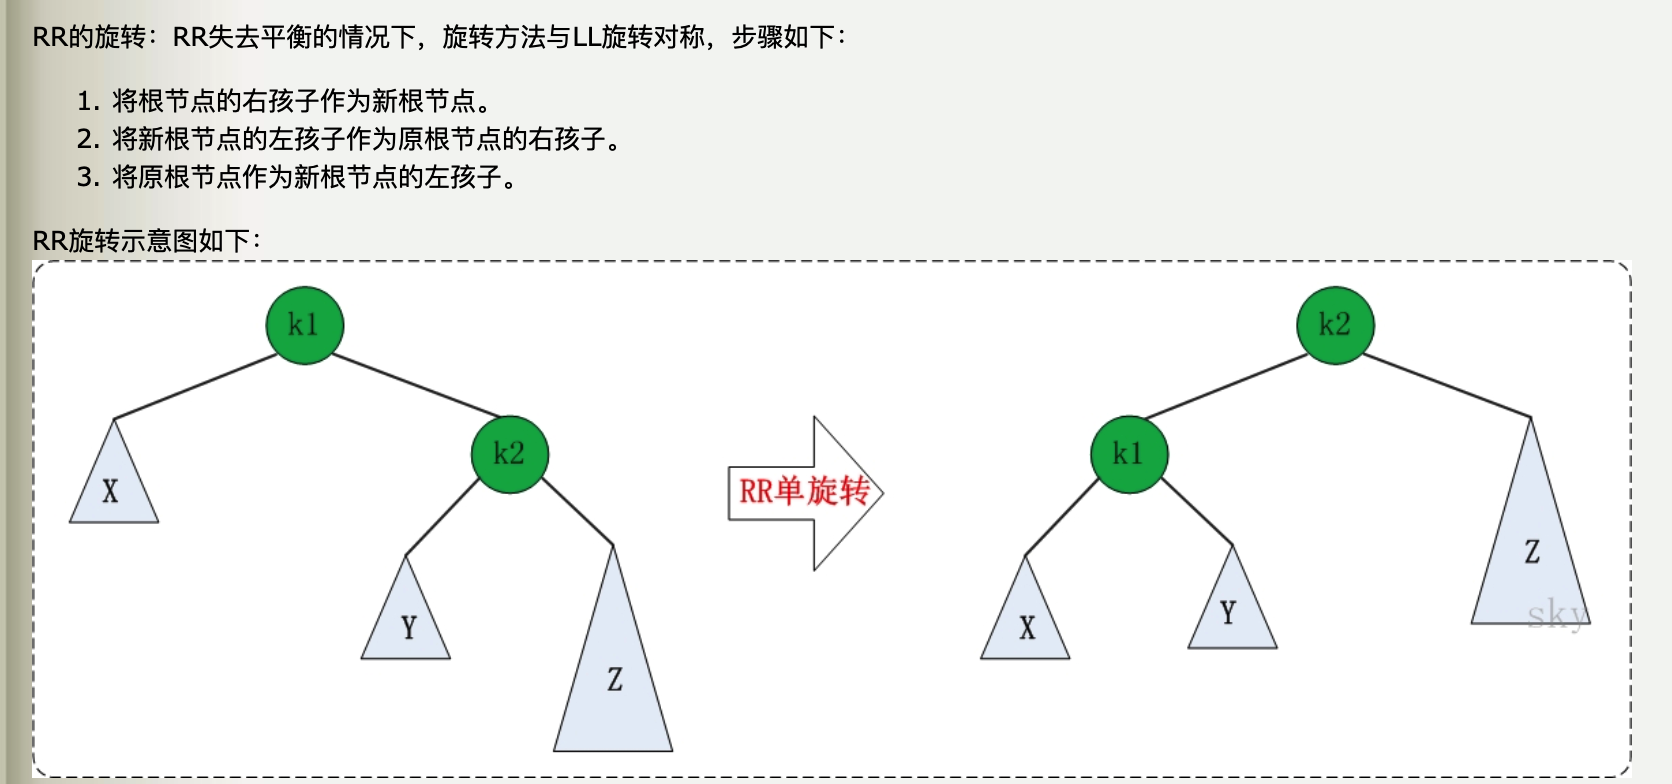 RR的旋转：RR失去平衡的情况下，旋转方法与LL旋转对称，步骤如下：
1. 将根节点的右孩子作为新根节点。
2. 将新根节点的左孩子作为原根节点的右孩子。
3. 将原根节点作为新根节点的左孩子。
RR旋转示意图如下：
k1
k2
k2
k1
X
RR单旋转
Z
Y
X
Y
Z
sky